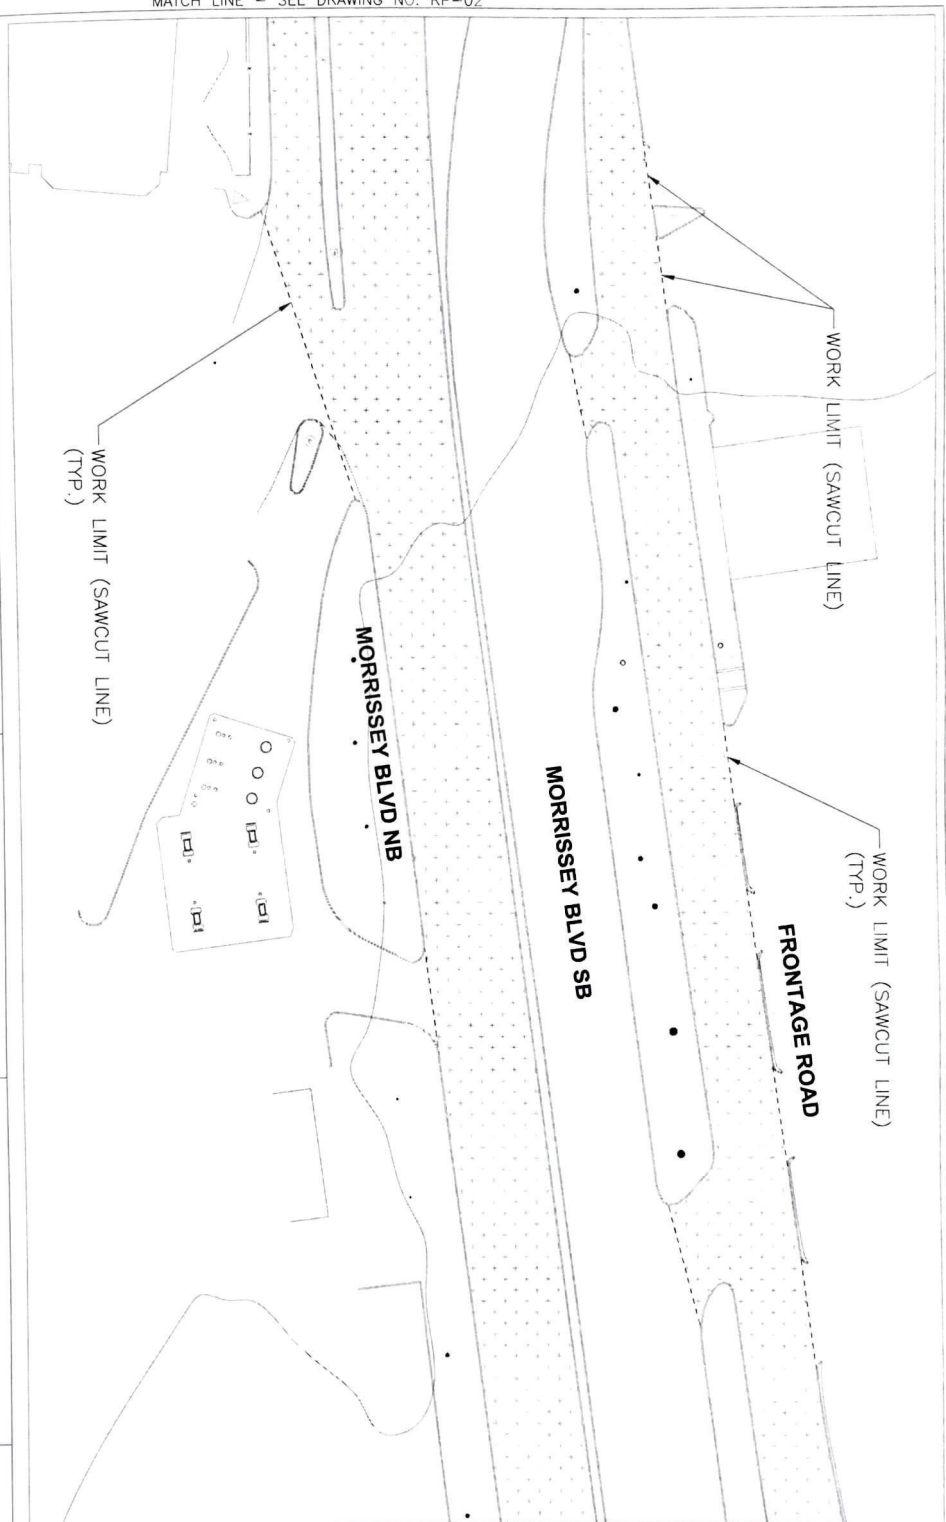 MATCH LINE - SEE DRAWING NO. RP-02
WORK LIMIT (SAWCUT LINE)
WORK LIMIT (SAWCUT LINE)
(TYP.)
WORK LIMIT (SAWCUT LINE)
(TYP.)
MORRISSEY BLVD NB
MORRISSEY BLVD SB
FRONTAGE ROAD